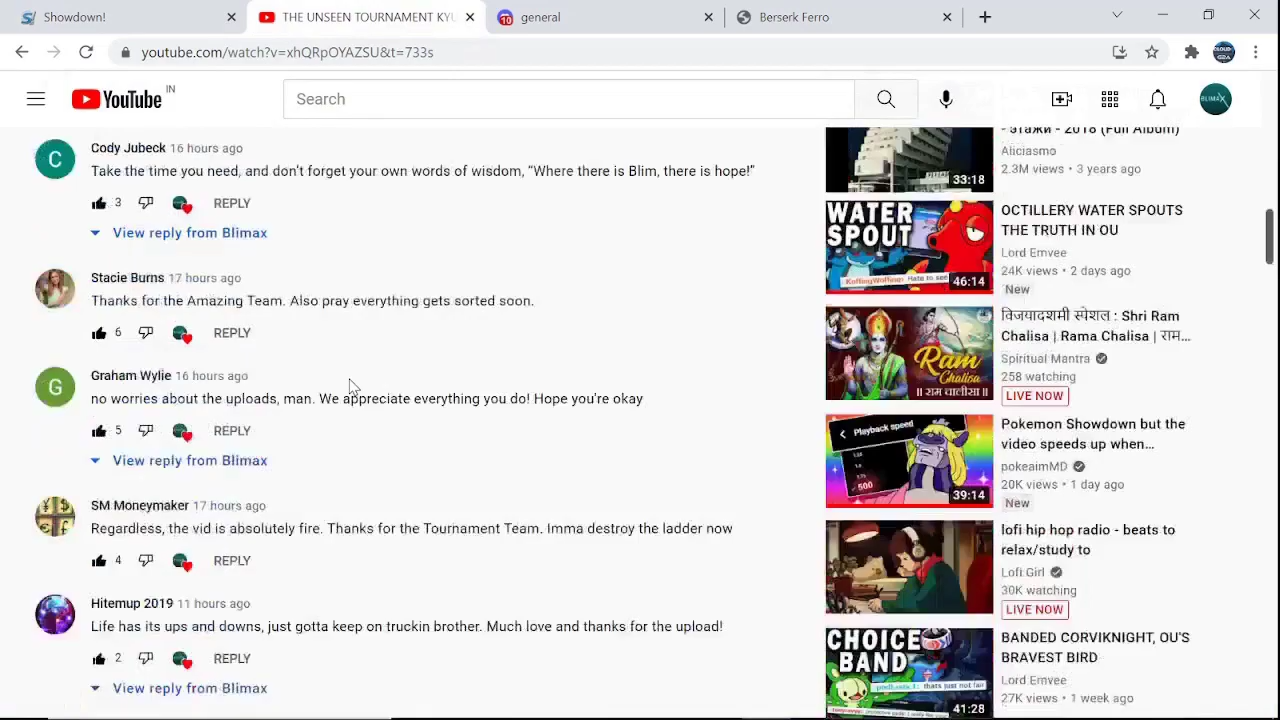 Showdown!
THE UNSEEN TOURNAMENT KYU
general
Berserk Ferro
youtube.com/watch?v=xhQRpOYAZSU&t=733s
YouTube IN
Search
BLIMAX
Cody Jubeck 16 hours ago
Take the time you need, and don't forget your own words of wisdom, “Where there is Blim, there is hope!”
3 REPLY
View reply from Blimax
Stacie Burns 17 hours ago
Thanks for the Amazing Team. Also pray everything gets sorted soon.
6 REPLY
Graham Wylie 16 hours ago
no worries about the outro blim man. We appreciate everything you do! Hope you're okay
5 REPLY
View reply from Blimax
SM Moneymaker 17 hours ago
Regardless, the vid is absolutely fire. Thanks for the Tournament Team. Imma destroy the ladder now
4 REPLY
Hitemup 2019 11 hours ago
Life has its ups and downs, just gotta keep on truckin brother. Much love and thanks for the upload!
2 REPLY
View reply from Blimax
- Этажи - 2018 (Full Album)
Aliciasmo
2.3M views • 3 years ago
33:18
WATER
SPOUT
46:14
OCTILLERY WATER SPOUTS
THE TRUTH IN OU
Lord Emvee
24K views • 2 days ago
New
Ram
Chalisa
|| राम चालीसा ||
विजयादशमी स्पेशल : Shri Ram
Chalisa | Rama Chalisa | राम...
Spiritual Mantra
258 watching
LIVE NOW
Playback speed
500
39:14
Pokemon Showdown but the
video speeds up when...
pokeaimMD
20K views • 1 day ago
New
lofi hip hop radio - beats to
relax/study to
Lofi Girl
30K watching
LIVE NOW
CHOICE
BAND
thats just not fair
41:28
BANDED CORVIKNIGHT, OU'S
BRAVEST BIRD
Lord Emvee
27K views • 1 week ago